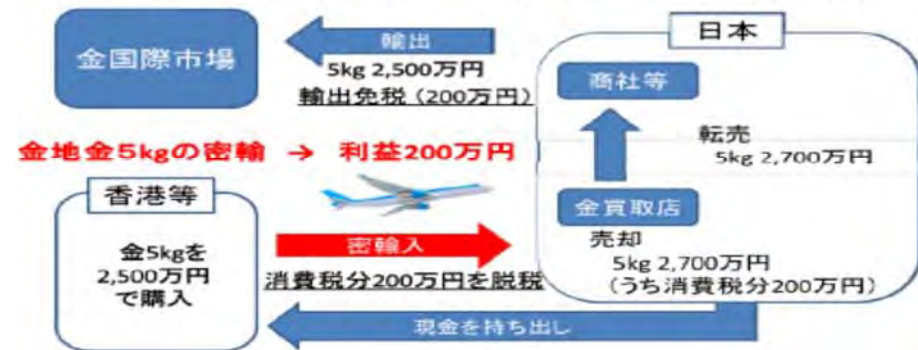 金国際市場
輸出
5kg 2,500万円
輸出免税(200万円)
日本
商社等
転売
5kg 2,700万円
金地金5kgの密輸 → 利益200万円
香港等
金5kgを
2,500万円
で購入
密輸入
消費税分200万円を脱税
金買取店
売却
5kg 2,700万円
(うち消費税分200万円)
現金を持ち出し